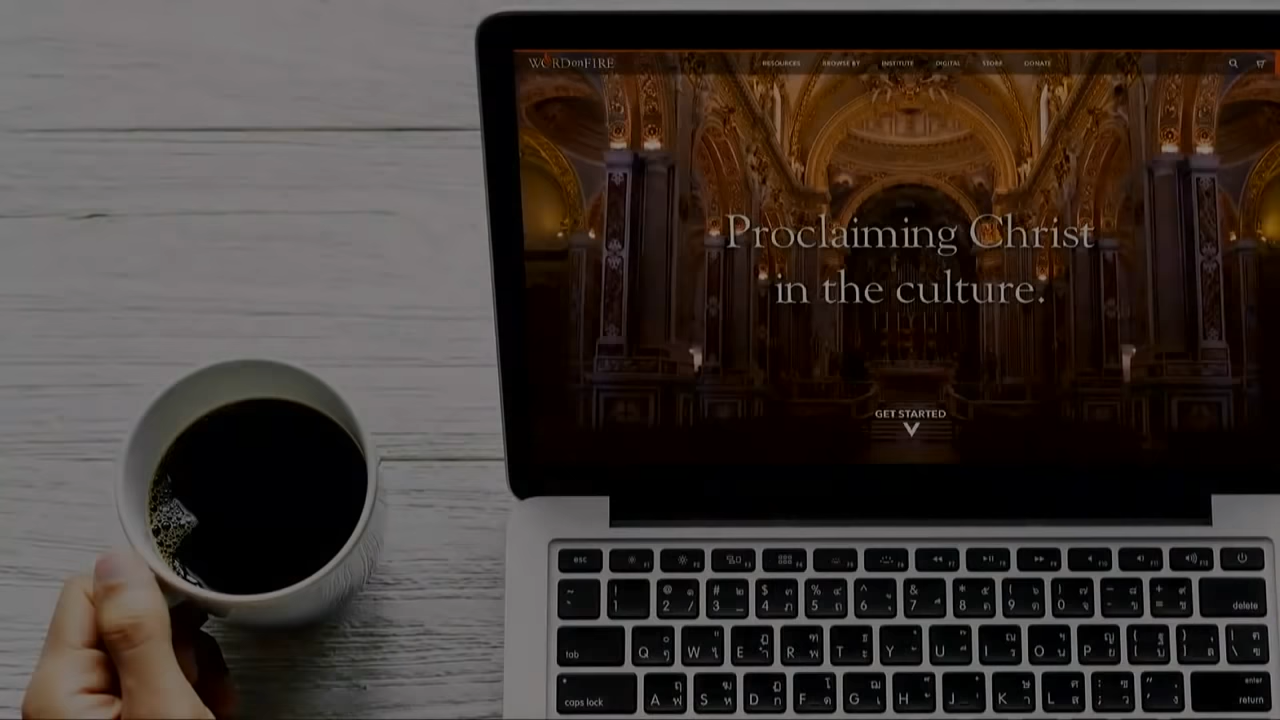 WORDonFIRE
RESOURCES BROWSE BY INSTITUTE DIGITAL STORE DONATE
Proclaiming Christ
in the culture.
GET STARTED
esc
delete
tab Q W E R T Y U I O P
caps lock A S D F G H J K L enter return